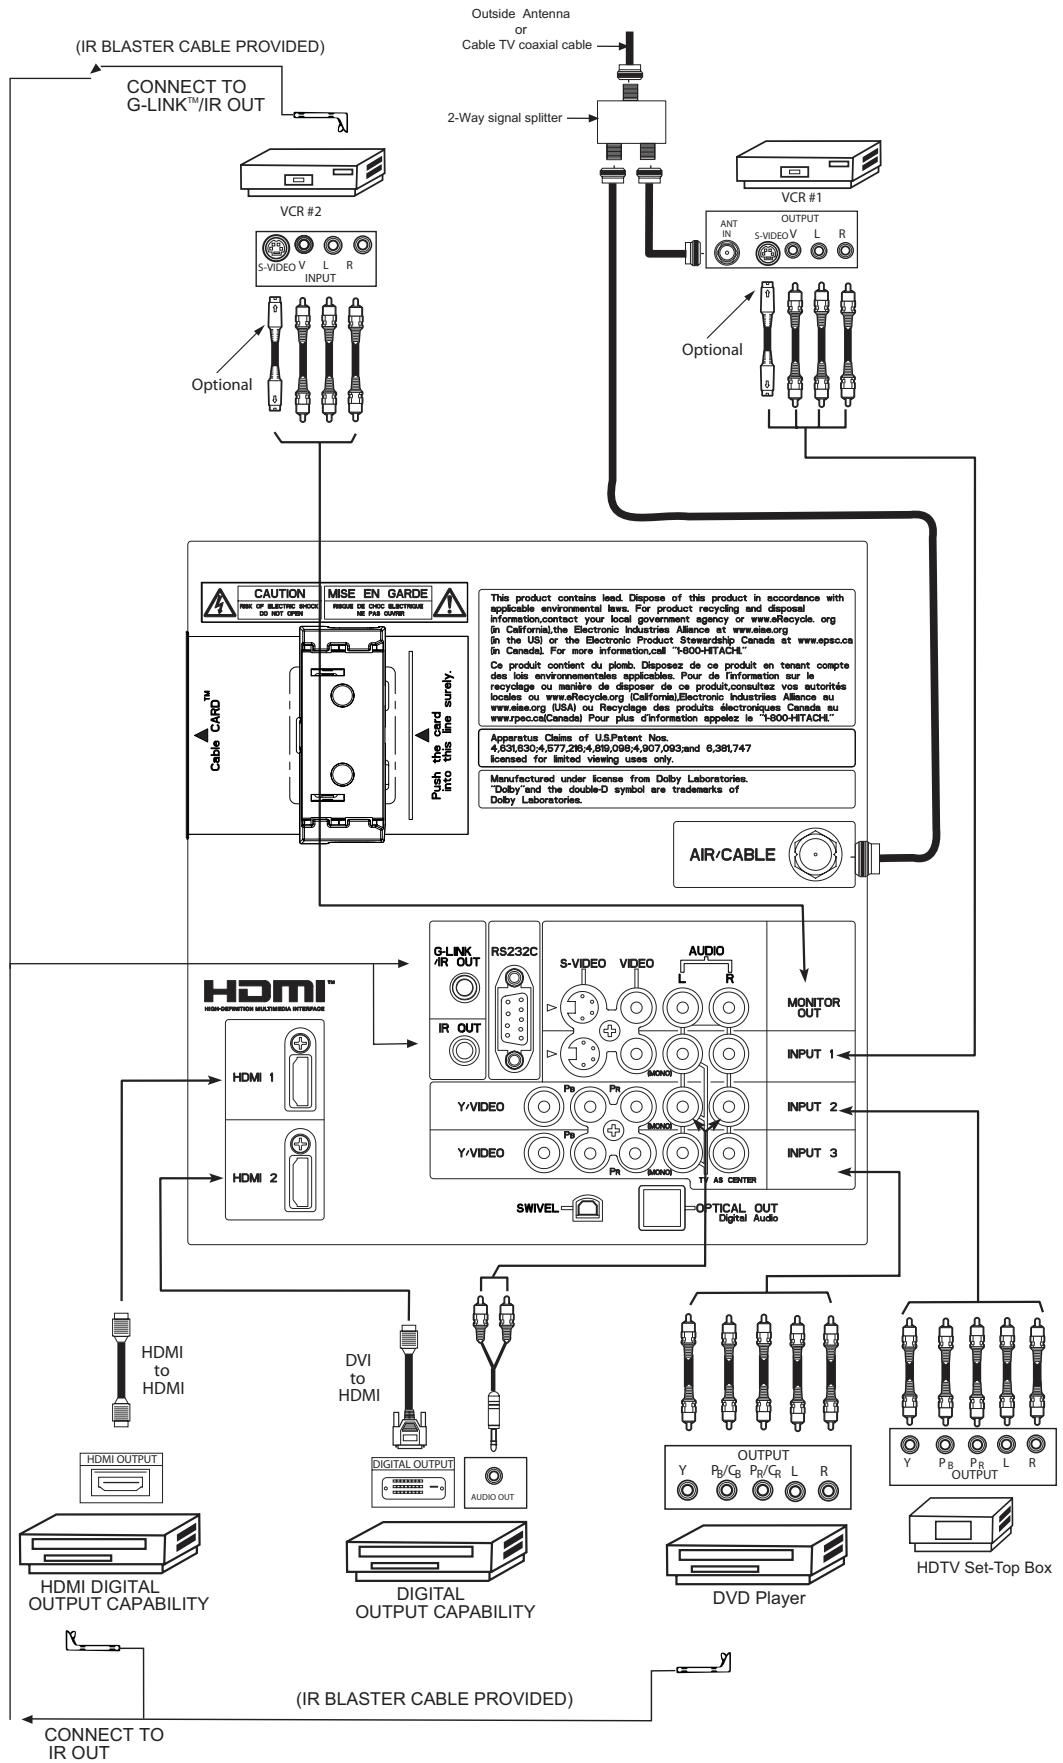 Outside Antenna
or
Cable TV coaxial cable
(IR BLASTER CABLE PROVIDED)
CONNECT TO
G-LINK™/IR OUT
2-Way signal splitter
VCR #2
VCR #1
ANT
IN
OUTPUT
S-VIDEO V L R
S-VIDEO V L R
INPUT
Optional
Optional
CAUTION
RISK OF ELECTRIC SHOCK
DO NOT OPEN
MISE EN GARDE
RISQUE DE CHOC ELECTRIQUE
NE PAS OUVRIR
This product contains lead. Dispose of this product in accordance with
applicable environmental laws. For product recycling and disposal
information,contact your local government agency or www.eRecycle. org
(in California),the Electronic Industries Alliance at www.eiae.org
(in the US) or the Electronic Product Stewardship Canada at www.epsc.ca
(in Canada). For more information,call "1-800-HITACHI."
Ce produit contient du plomb. Disposez de ce produit en tenant compte
des lois environnementales applicables. Pour de l'information sur le
recyclage ou manière de disposer de ce produit,consultez vos autorités
locales ou www.eRecycle.org (California),Electronic Industriies Alliance au
www.eiae.org (USA) ou Recyclage des produits électroniques Canada au
www.rpec.ca(Canada) Pour plus d'information appelez le "1-800-HITACHI."
Cable CARD™
Push the card
into this line surely.
Apparatus Claims of U.S.Patent Nos.
4,631,630;4,577,216;4,819,098;4,907,093;and 6,381,747
licensed for limited viewing uses only.
Manufactured under license from Dolby Laboratories.
"Dolby"and the double-D symbol are trademarks of
Dolby Laboratories.
AIR/CABLE
G-LINK
/IR OUT
RS232C
S-VIDEO VIDEO
AUDIO
L R
MONITOR
OUT
HDMI™
HIGH-DEFINITION MULTIMEDIA INTERFACE
IR OUT
INPUT 1
(MONO)
HDMI 1
Y/VIDEO
PB PR
INPUT 2
(MONO)
HDMI 2
Y/VIDEO
PB
PR
(MONO)
INPUT 3
TV AS CENTER
SWIVEL
OPTICAL OUT
Digital Audio
HDMI
to
HDMI
DVI
to
HDMI
HDMI OUTPUT
DIGITAL OUTPUT
AUDIO OUT
OUTPUT
Y PB/CB PR/CR L R
Y PB PR L R
OUTPUT
HDMI DIGITAL
OUTPUT CAPABILITY
DIGITAL
OUTPUT CAPABILITY
DVD Player
HDTV Set-Top Box
(IR BLASTER CABLE PROVIDED)
CONNECT TO
IR OUT